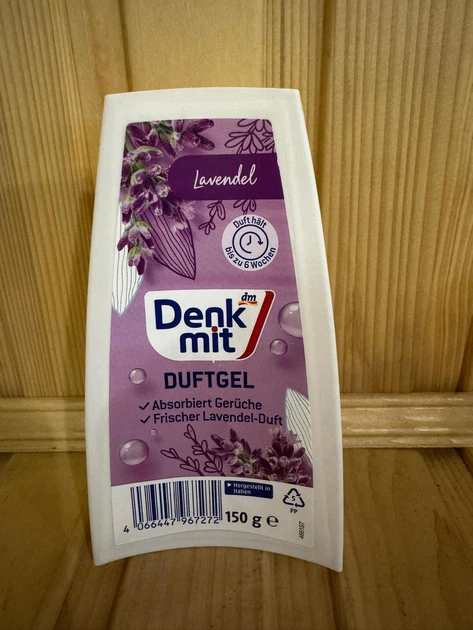 Lavendel
Duft hält
bis zu 6 Wochen
dm
Denk
mit
DUFTGEL
✓ Absorbiert Gerüche
✓ Frischer Lavendel-Duft
Hergestellt in
Italien
5
PP
4 066447 967272
150 g ℮